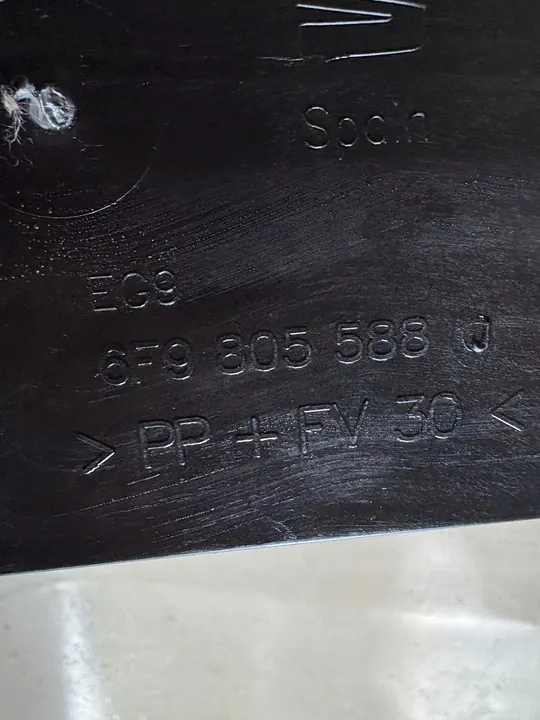 Spain
EG9
6F9 805 588 J
> PP + FV 30 <